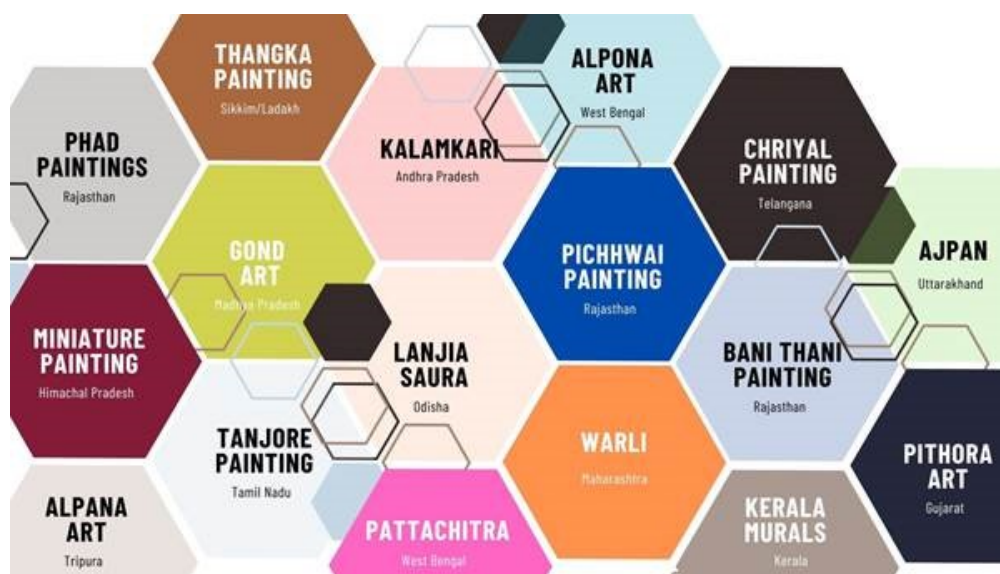 THANGKA
PAINTING
Sikkim/Ladakh
ALPONA
ART
West Bengal
PHAD
PAINTINGS
Rajasthan
KALAMKARI
Andhra Pradesh
CHRIYAL
PAINTING
Telangana
GOND
ART
Madhya Pradesh
PICHHWAI
PAINTING
Rajasthan
AJPAN
Uttarakhand
MINIATURE
PAINTING
Himachal Pradesh
LANJIA
SAURA
Odisha
BANI THANI
PAINTING
Rajasthan
TANJORE
PAINTING
Tamil Nadu
WARLI
Maharashtra
PITHORA
ART
Gujarat
ALPANA
ART
Tripura
PATTACHITRA
West Bengal
KERALA
MURALS
Kerala